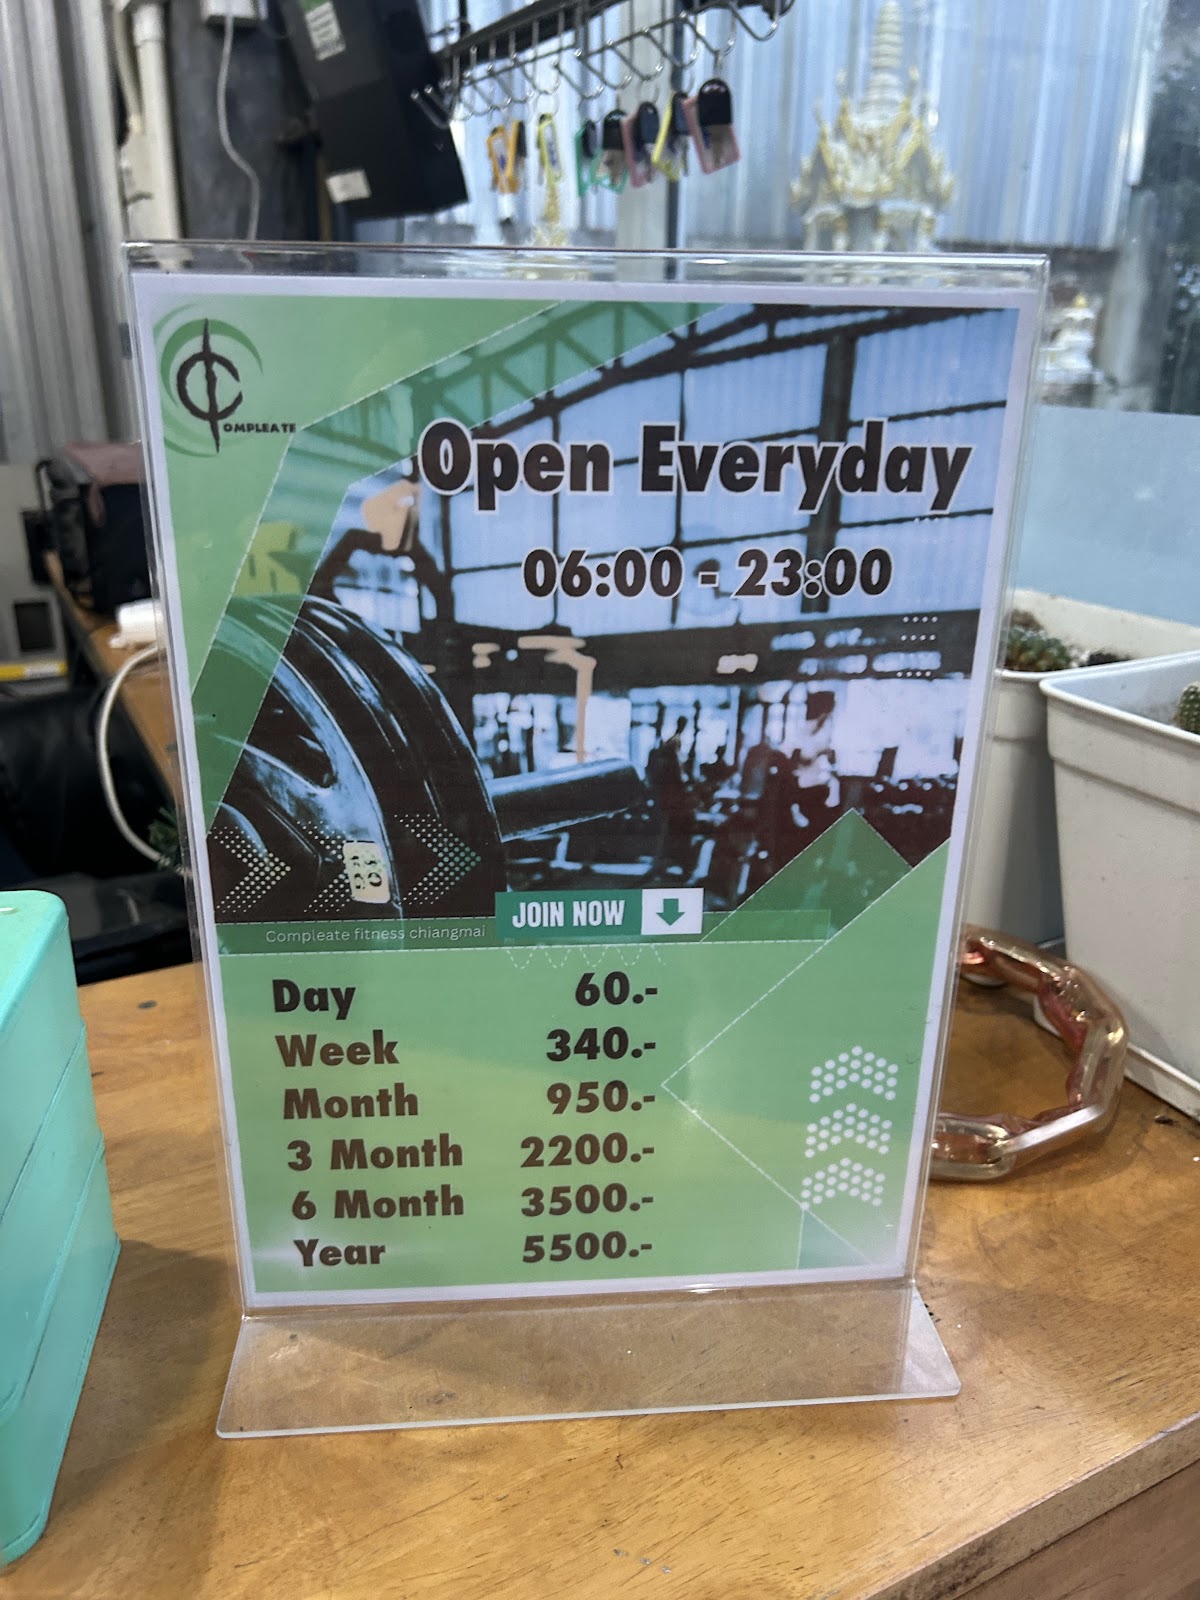 COMPLEATE
Open Everyday
06:00 - 23:00
JOIN NOW
Compleate fitness chiangmai
Day 60.-
Week 340.-
Month 950.-
3 Month 2200.-
6 Month 3500.-
Year 5500.-